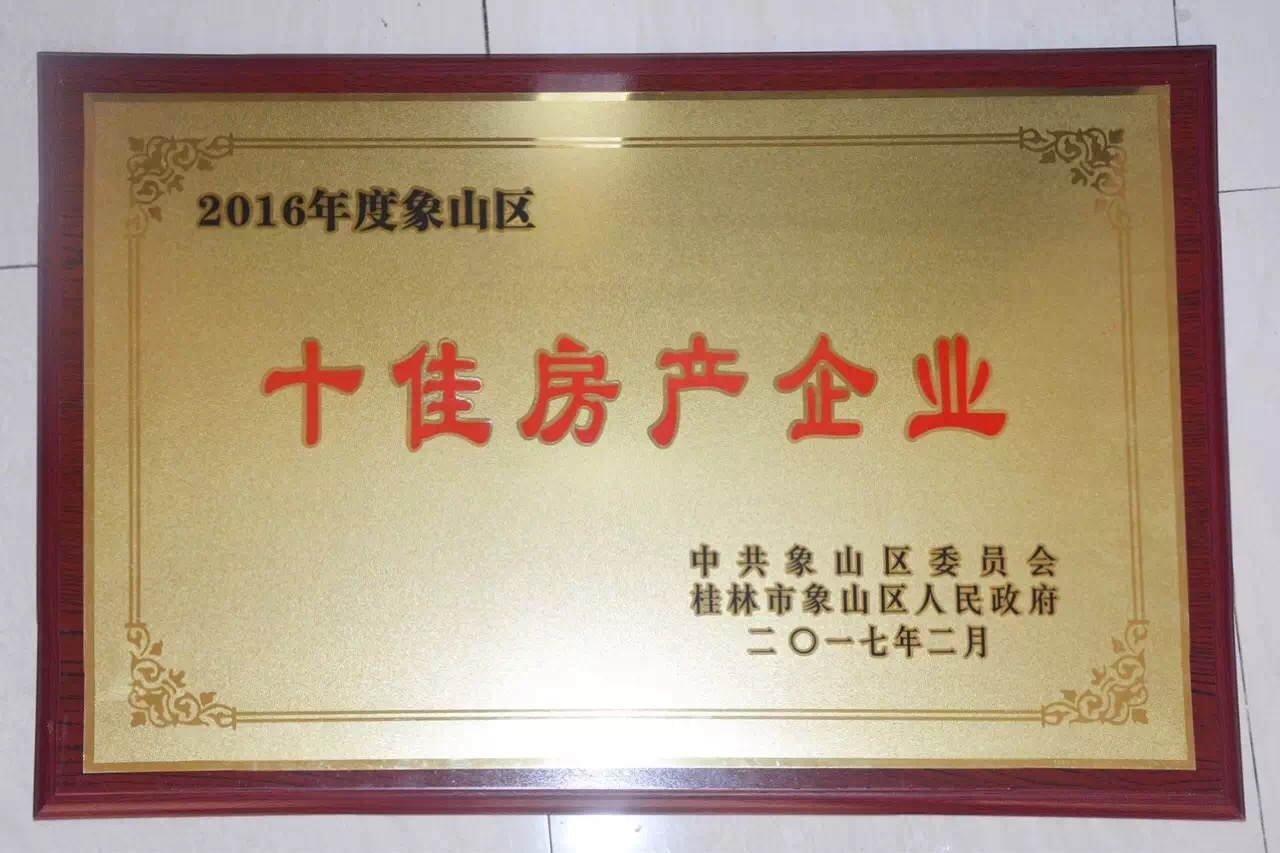 2016年度象山区
十佳房产企业
中共象山区委员会
桂林市象山区人民政府
二〇一七年二月